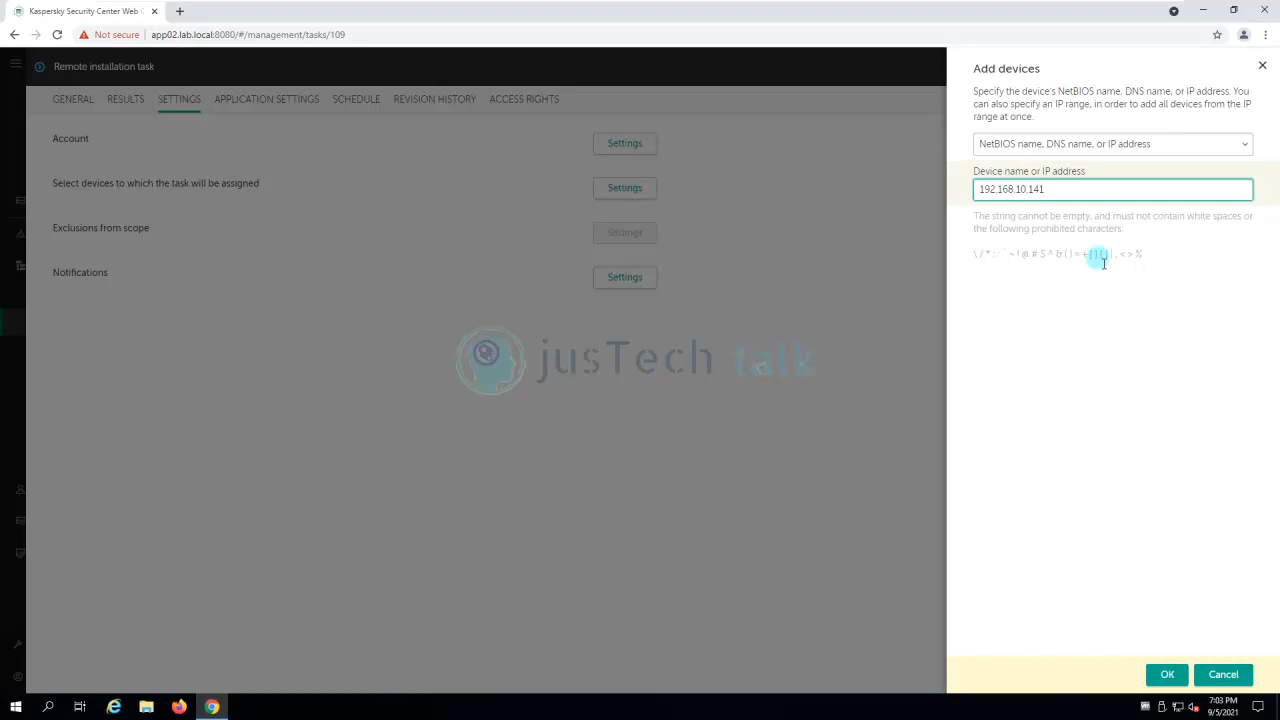 Kaspersky Security Center Web C
Not secure
app02.lab.local:8080/#/management/tasks/109
Remote installation task
GENERAL RESULTS SETTINGS APPLICATION SETTINGS SCHEDULE REVISION HISTORY ACCESS RIGHTS
Account
Settings
Select devices to which the task will be assigned
Settings
Exclusions from scope
Settings
Notifications
Settings
jusTech talk
Add devices
Specify the device's NetBIOS name, DNS name, or IP address. You
can also specify an IP range, in order to add all devices from the IP
range at once.
NetBIOS name, DNS name, or IP address
Device name or IP address
192.168.10.141
The string cannot be empty, and must not contain white spaces or
the following prohibited characters:
OK
Cancel
7:03 PM
9/5/2021